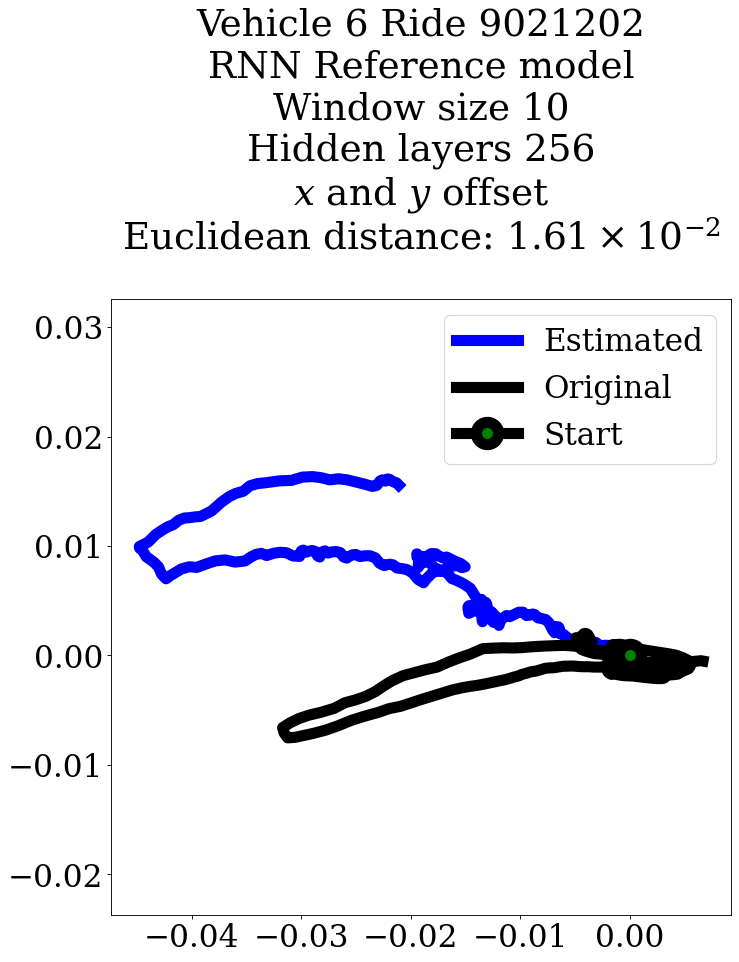 Vehicle 6 Ride 9021202
RNN Reference model
Window size 10
Hidden layers 256
x and y offset
Euclidean distance: 1.61 × 10⁻²
Estimated
Original
Start
0.03
0.02
0.01
0.00
−0.01
−0.02
−0.04 −0.03 −0.02 −0.01 0.00